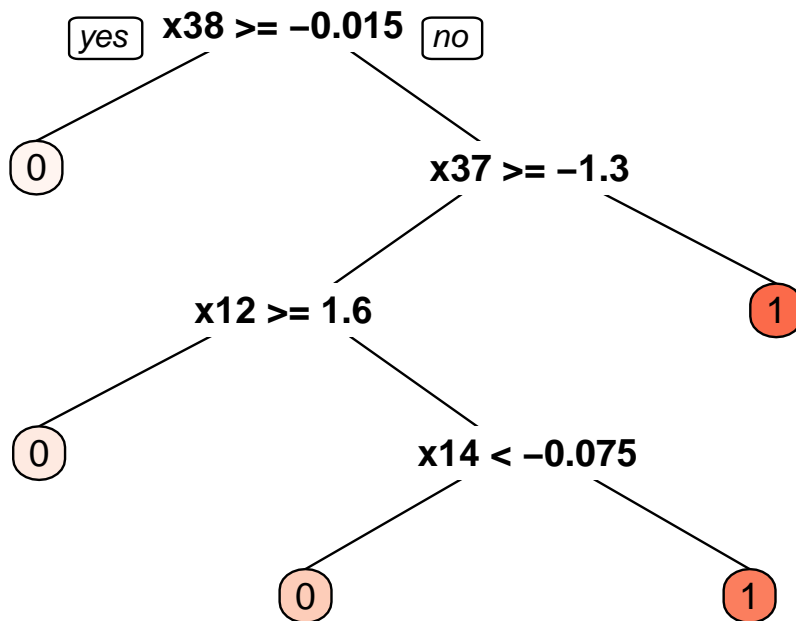 yes x38 >= −0.015 no
0 x37 >= −1.3
x12 >= 1.6 1
0 x14 < −0.075
0 1